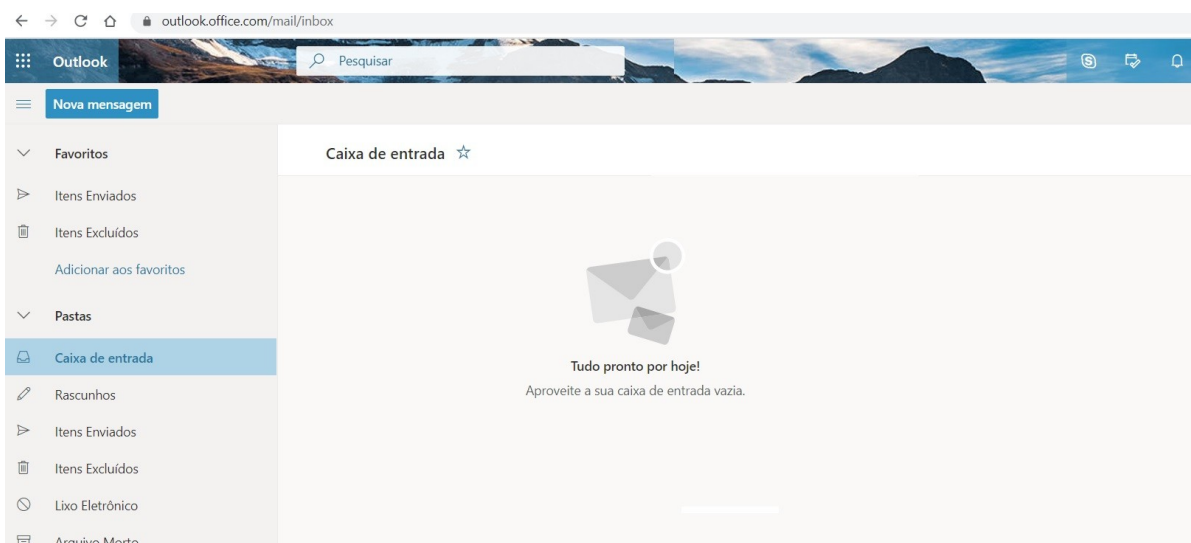 outlook.office.com/mail/inbox
Outlook
Pesquisar
Nova mensagem
Favoritos
Itens Enviados
Itens Excluídos
Adicionar aos favoritos
Pastas
Caixa de entrada
Rascunhos
Itens Enviados
Itens Excluídos
Lixo Eletrônico
Arquivo Morto
Caixa de entrada
Tudo pronto por hoje!
Aproveite a sua caixa de entrada vazia.